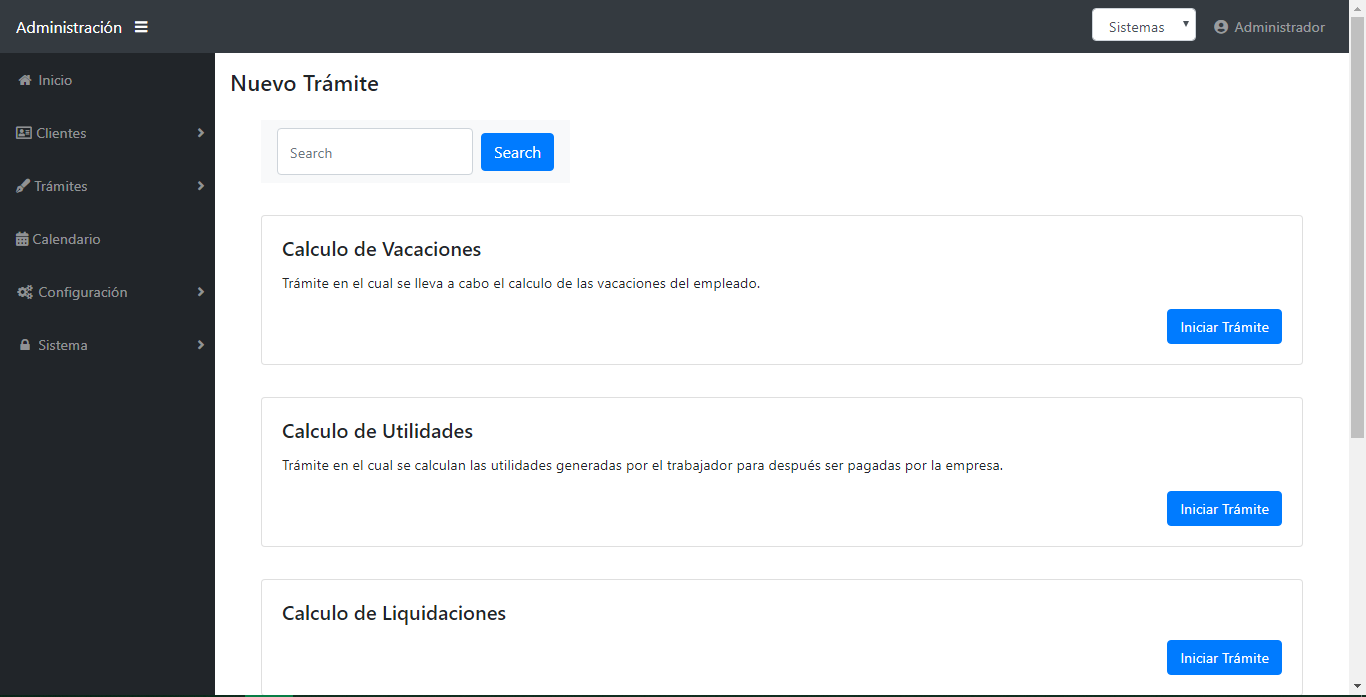 Administración
Sistemas
Administrador
Inicio
Clientes
Trámites
Calendario
Configuración
Sistema
Nuevo Trámite
Search
Search
Calculo de Vacaciones
Trámite en el cual se lleva a cabo el calculo de las vacaciones del empleado.
Iniciar Trámite
Calculo de Utilidades
Trámite en el cual se calculan las utilidades generadas por el trabajador para después ser pagadas por la empresa.
Iniciar Trámite
Calculo de Liquidaciones
Iniciar Trámite